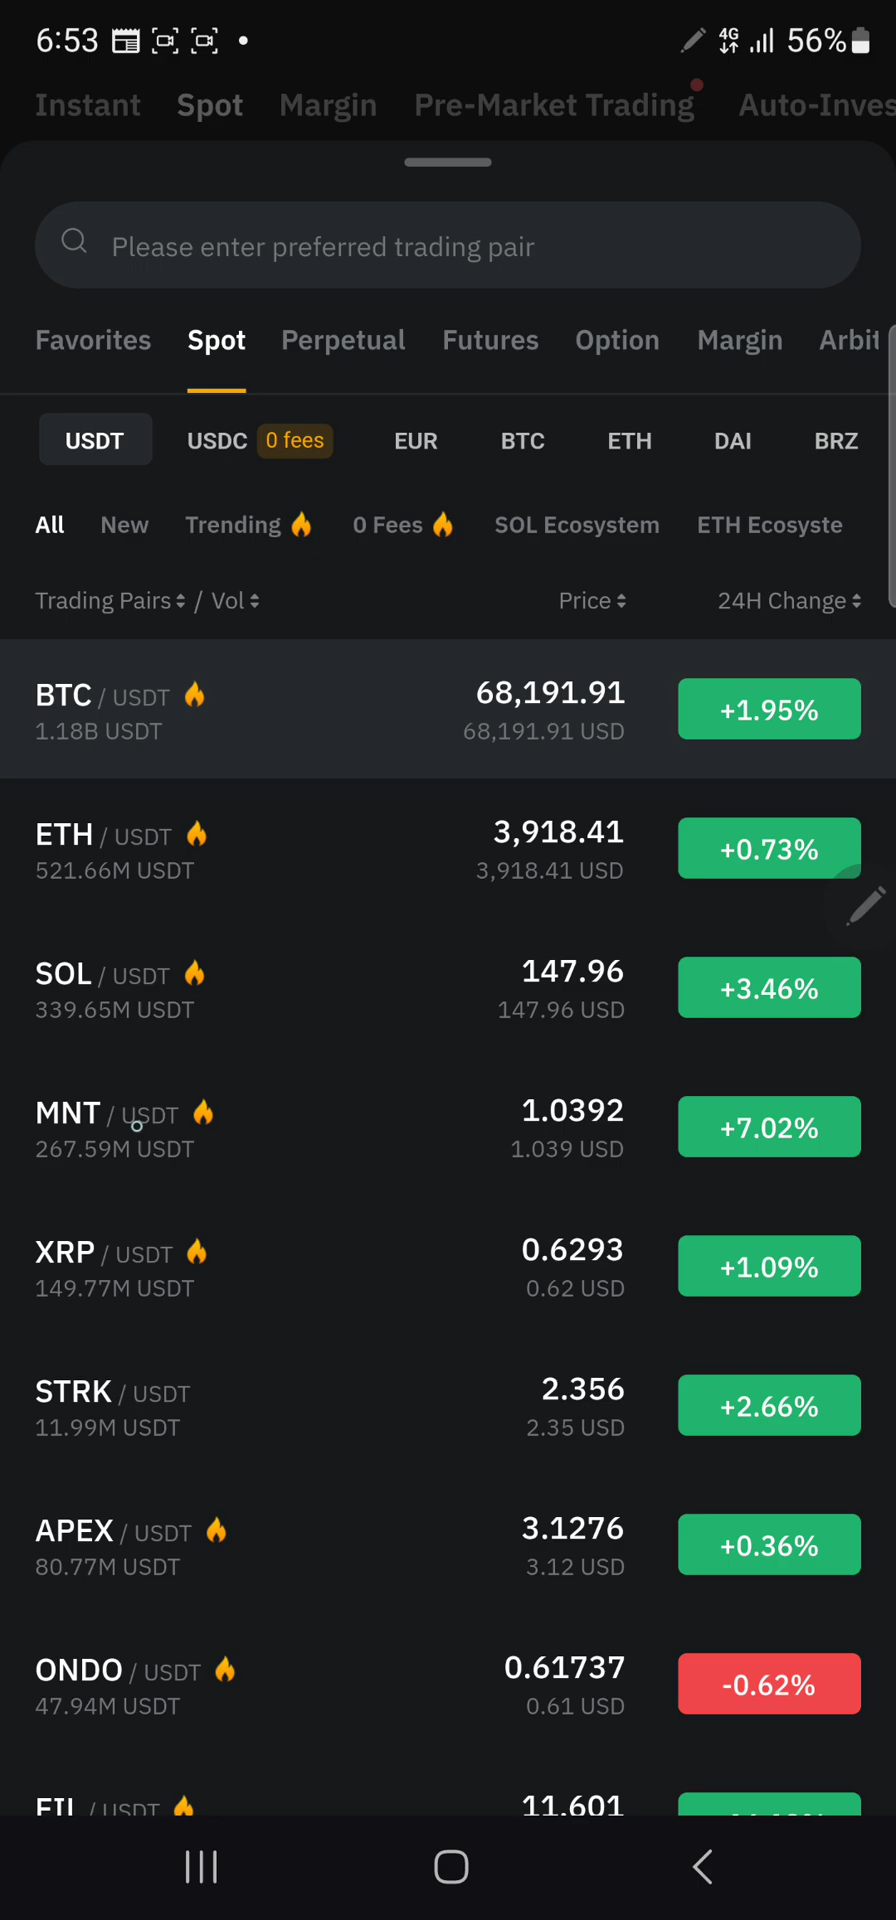 6:53 4G 56%
Instant Spot Margin Pre-Market Trading Auto-Inves
Please enter preferred trading pair
Favorites Spot Perpetual Futures Option Margin Arbit
USDT USDC 0 fees EUR BTC ETH DAI BRZ
All New Trending 0 Fees SOL Ecosystem ETH Ecosyste
Trading Pairs / Vol Price 24H Change
BTC / USDT 68,191.91 +1.95%
1.18B USDT 68,191.91 USD
ETH / USDT 3,918.41 +0.73%
521.66M USDT 3,918.41 USD
SOL / USDT 147.96 +3.46%
339.65M USDT 147.96 USD
MNT / USDT 1.0392 +7.02%
267.59M USDT 1.039 USD
XRP / USDT 0.6293 +1.09%
149.77M USDT 0.62 USD
STRK / USDT 2.356 +2.66%
11.99M USDT 2.35 USD
APEX / USDT 3.1276 +0.36%
80.77M USDT 3.12 USD
ONDO / USDT 0.61737 -0.62%
47.94M USDT 0.61 USD
FIL / USDT 11.601